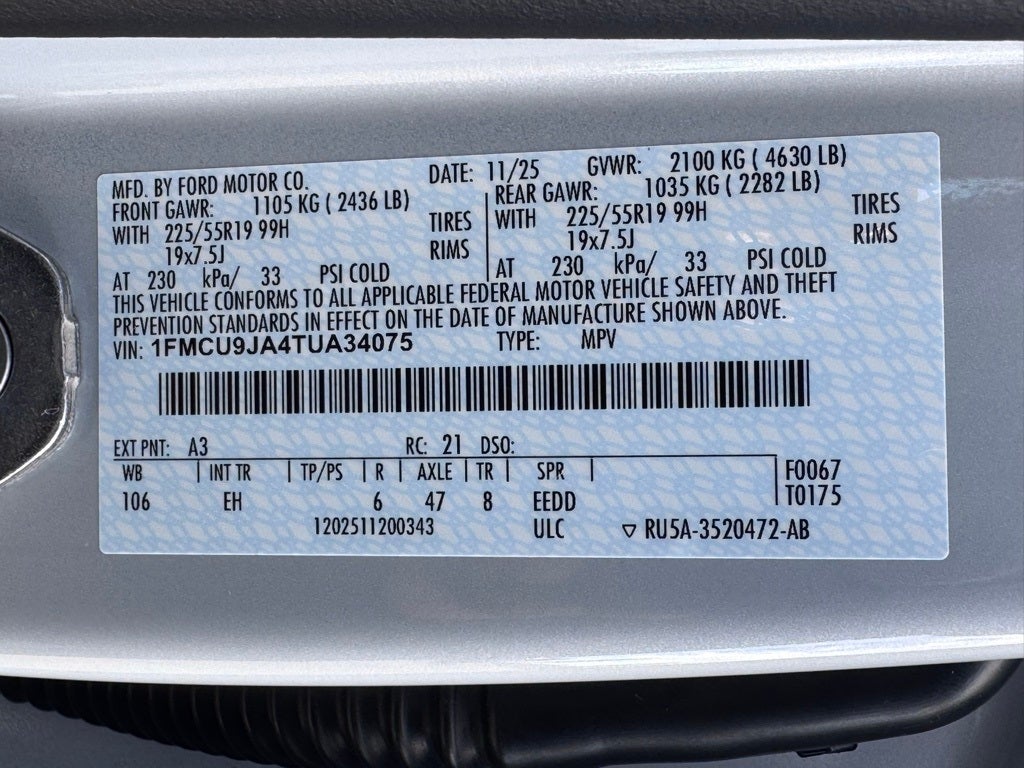 MFD. BY FORD MOTOR CO. DATE: 11/25 GVWR: 2100 KG ( 4630 LB)
FRONT GAWR: 1105 KG ( 2436 LB) REAR GAWR: 1035 KG ( 2282 LB)
WITH 225/55R19 99H TIRES WITH 225/55R19 99H TIRES
19x7.5J RIMS 19x7.5J RIMS
AT 230 kPa/ 33 PSI COLD AT 230 kPa/ 33 PSI COLD
THIS VEHICLE CONFORMS TO ALL APPLICABLE FEDERAL MOTOR VEHICLE SAFETY AND THEFT
PREVENTION STANDARDS IN EFFECT ON THE DATE OF MANUFACTURE SHOWN ABOVE.
VIN: 1FMCU9JA4TUA34075 TYPE: MPV
EXT PNT: A3 RC: 21 DSO:
WB INT TR TP/PS R AXLE TR SPR F0067
106 EH 6 47 8 EEDD T0175
1202511200343 ULC ▽ RU5A-3520472-AB